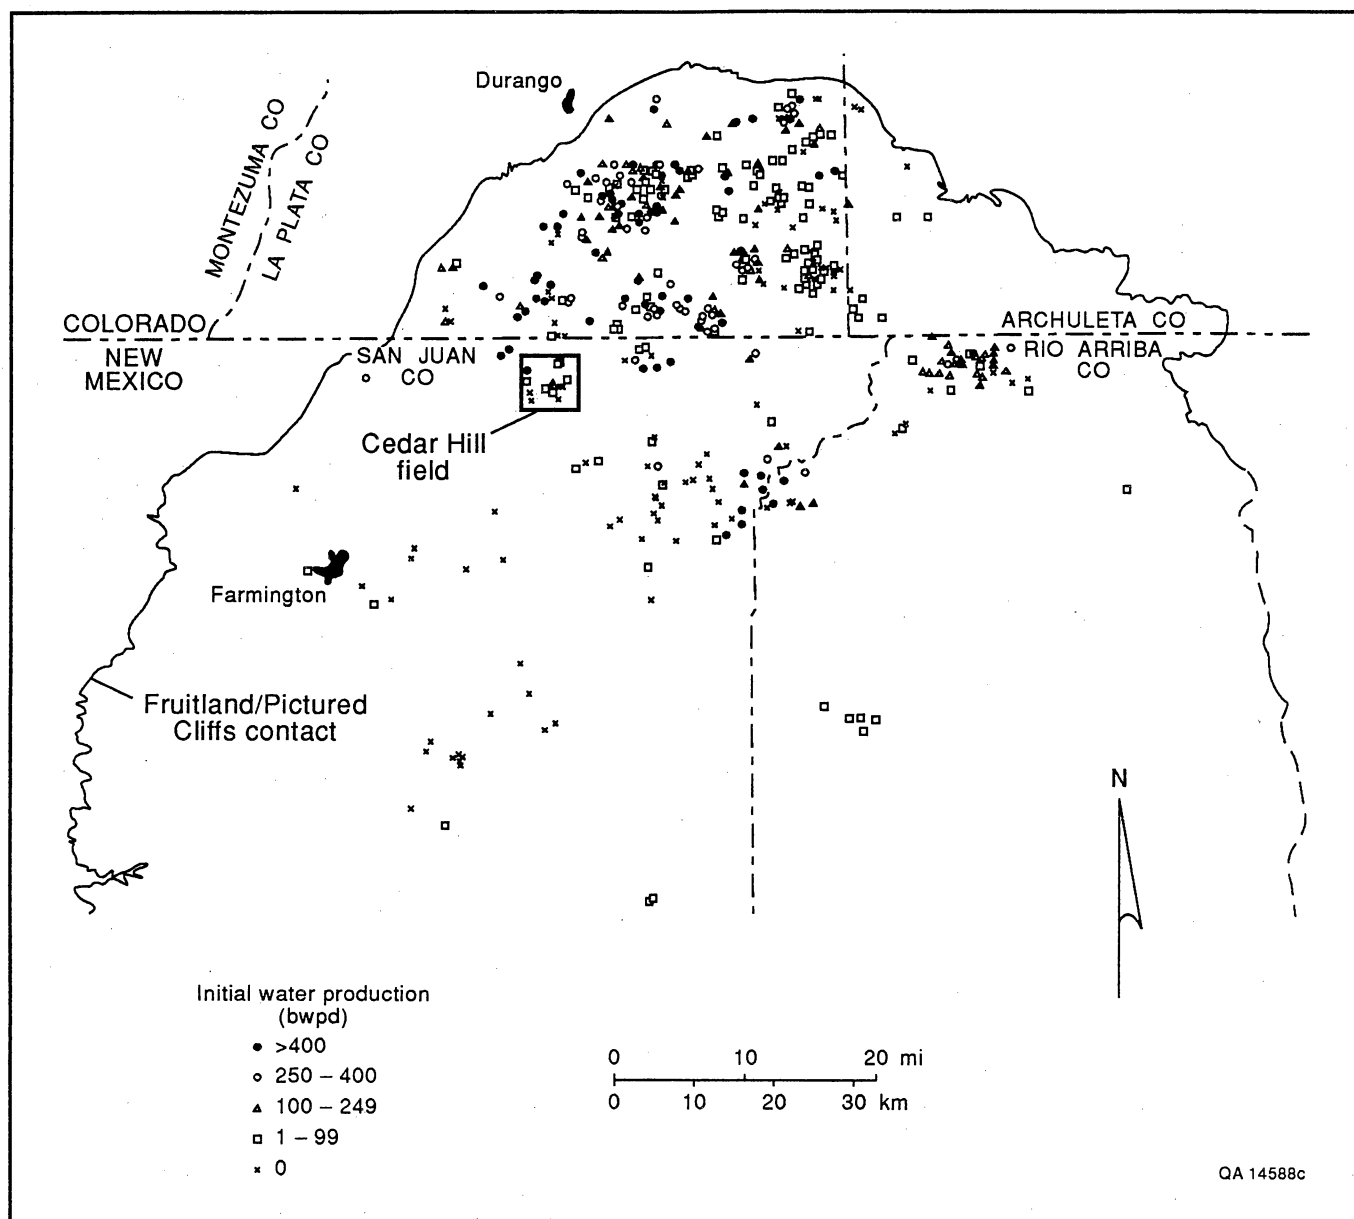 Durango
MONTEZUMA CO
LA PLATA CO
COLORADO
NEW
MEXICO
SAN JUAN
CO
ARCHULETA CO
RIO ARRIBA
CO
Cedar Hill
field
Farmington
Fruitland/Pictured
Cliffs contact
N
Initial water production
(bwpd)
>400
250 – 400
100 – 249
1 – 99
0
0 10 20 mi
0 10 20 30 km
QA 14588c